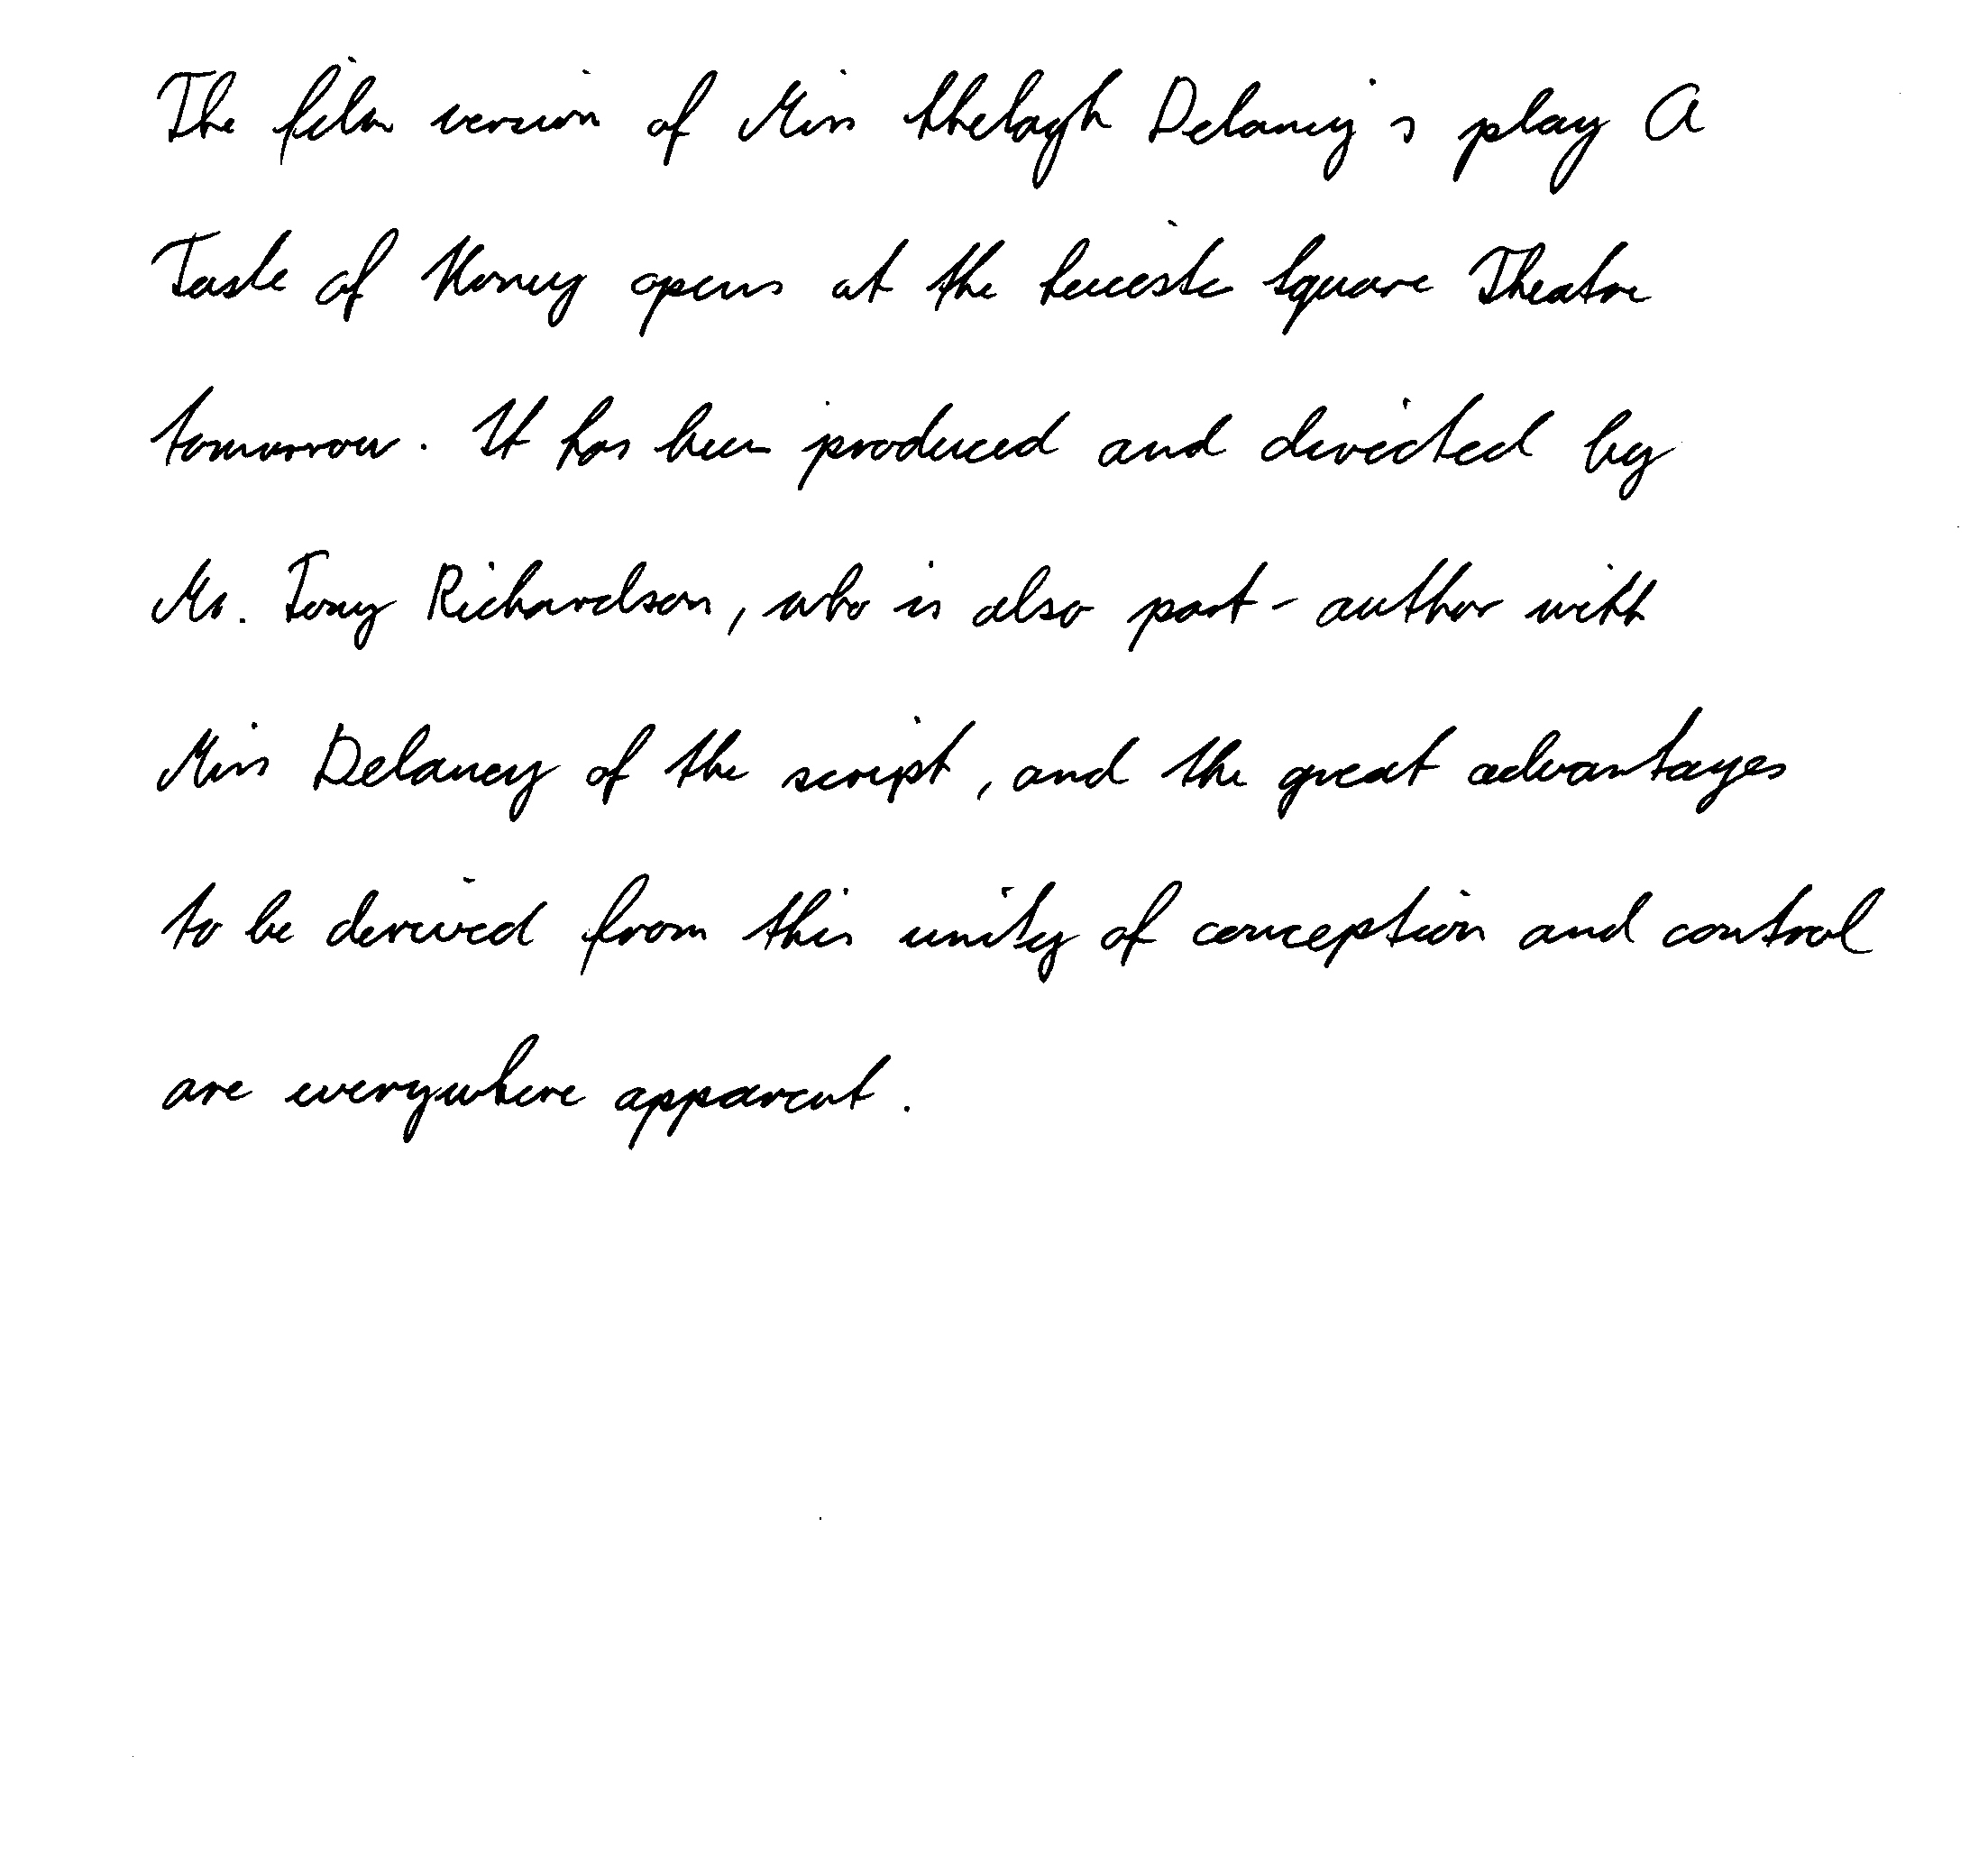 The film version of Miss Shelagh Delaney's play A
Taste of Honey opens at the Leicester Square Theatre
tomorrow. It has been produced and directed by
Mr. Tony Richardson, who is also part-author with
Miss Delaney of the script, and the great advantages
to be derived from this unity of conception and control
are everywhere apparent.